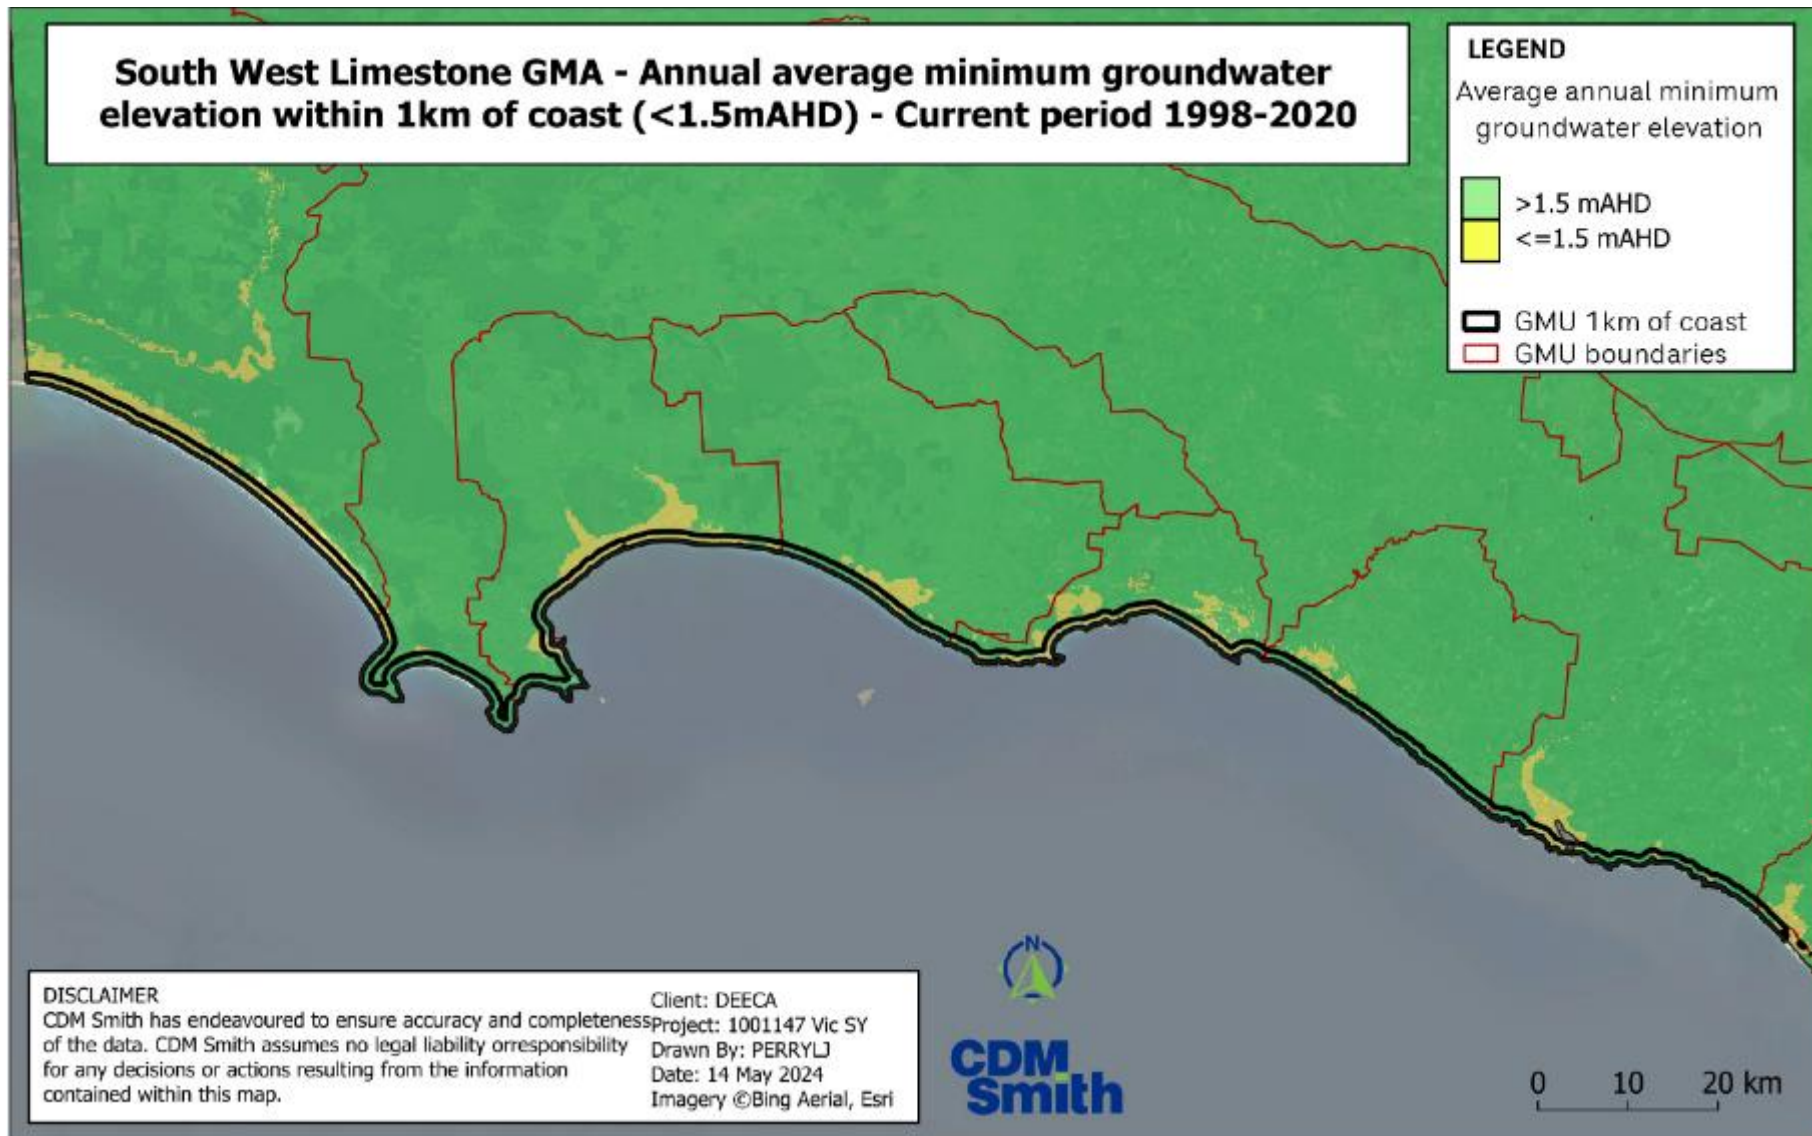 South West Limestone GMA - Annual average minimum groundwater
elevation within 1km of coast (<1.5mAHD) - Current period 1998-2020
LEGEND
Average annual minimum
groundwater elevation
>1.5 mAHD
<=1.5 mAHD
GMU 1km of coast
GMU boundaries
DISCLAIMER
CDM Smith has endeavoured to ensure accuracy and completeness
of the data. CDM Smith assumes no legal liability orresponsibility
for any decisions or actions resulting from the information
contained within this map.
Client: DEECA
Project: 1001147 Vic SY
Drawn By: PERRYLJ
Date: 14 May 2024
Imagery ©Bing Aerial, Esri
N
CDM
Smith
0 10 20 km